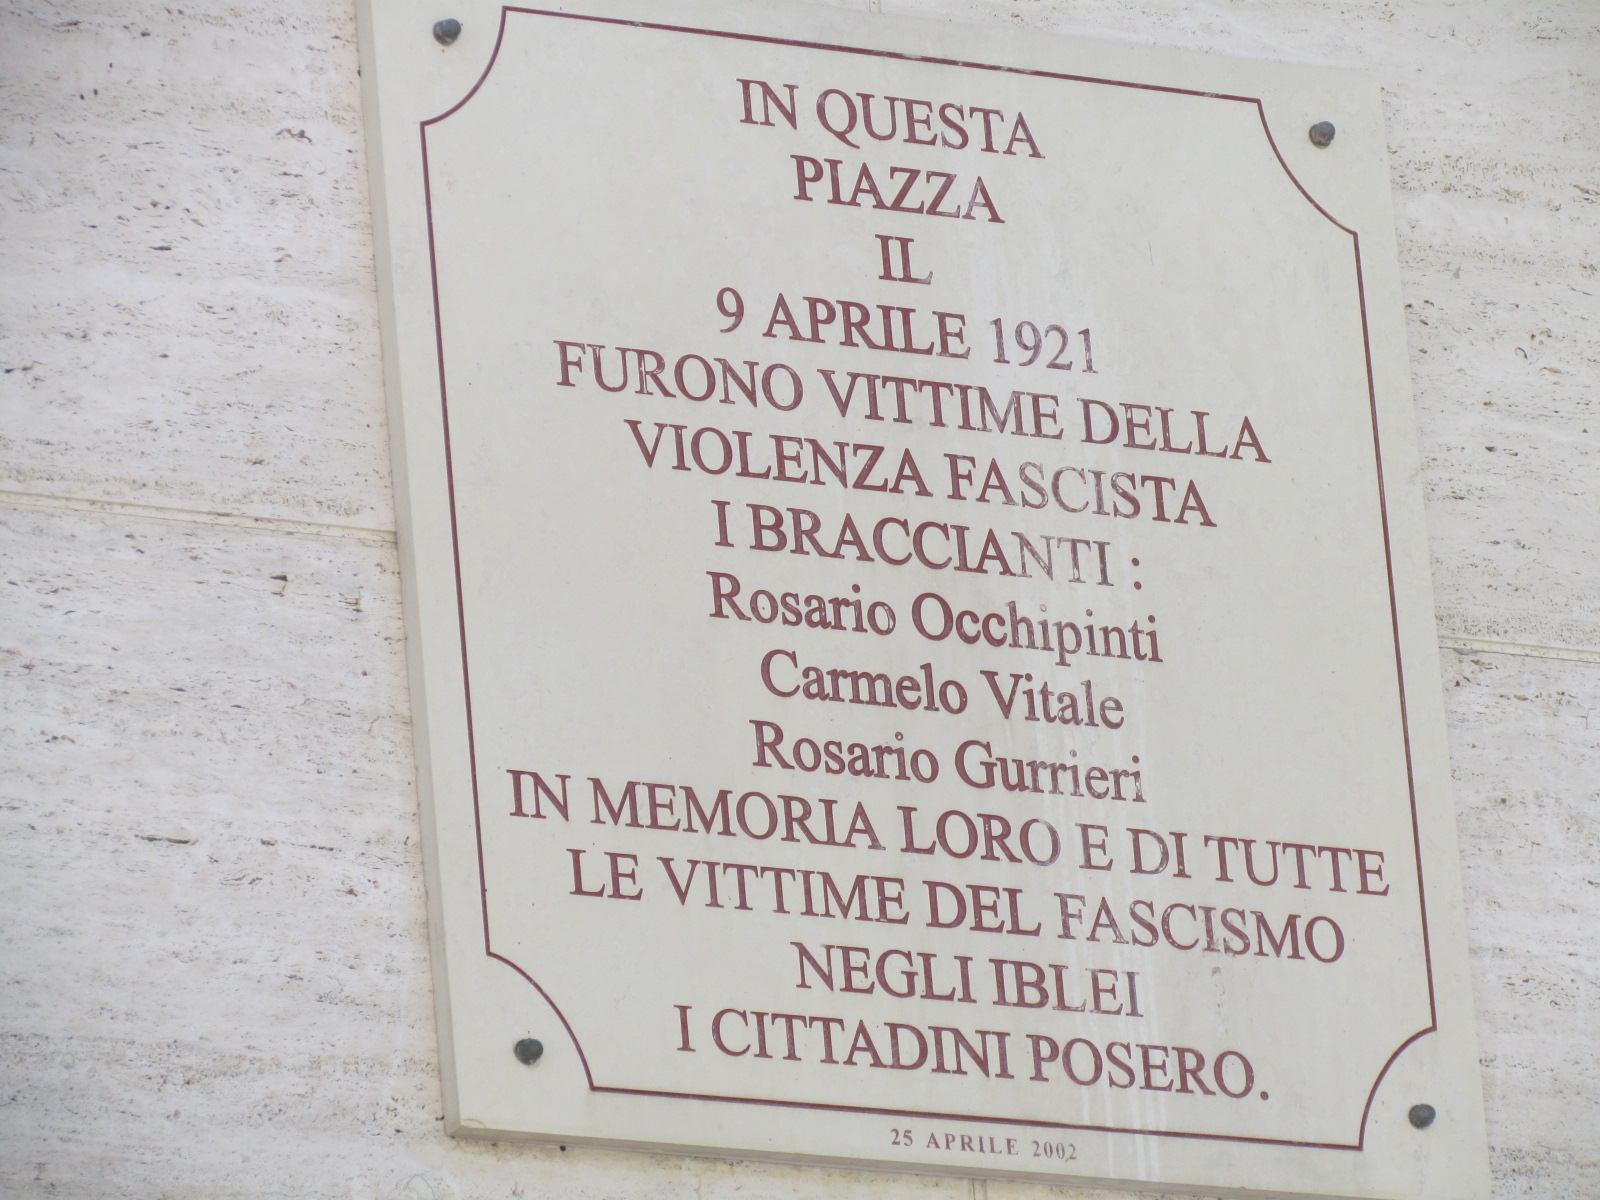 IN QUESTA
PIAZZA
IL
9 APRILE 1921
FURONO VITTIME DELLA
VIOLENZA FASCISTA
I BRACCIANTI :
Rosario Occhipinti
Carmelo Vitale
Rosario Gurrieri
IN MEMORIA LORO E DI TUTTE
LE VITTIME DEL FASCISMO
NEGLI IBLEI
I CITTADINI POSERO.
25 APRILE 2002